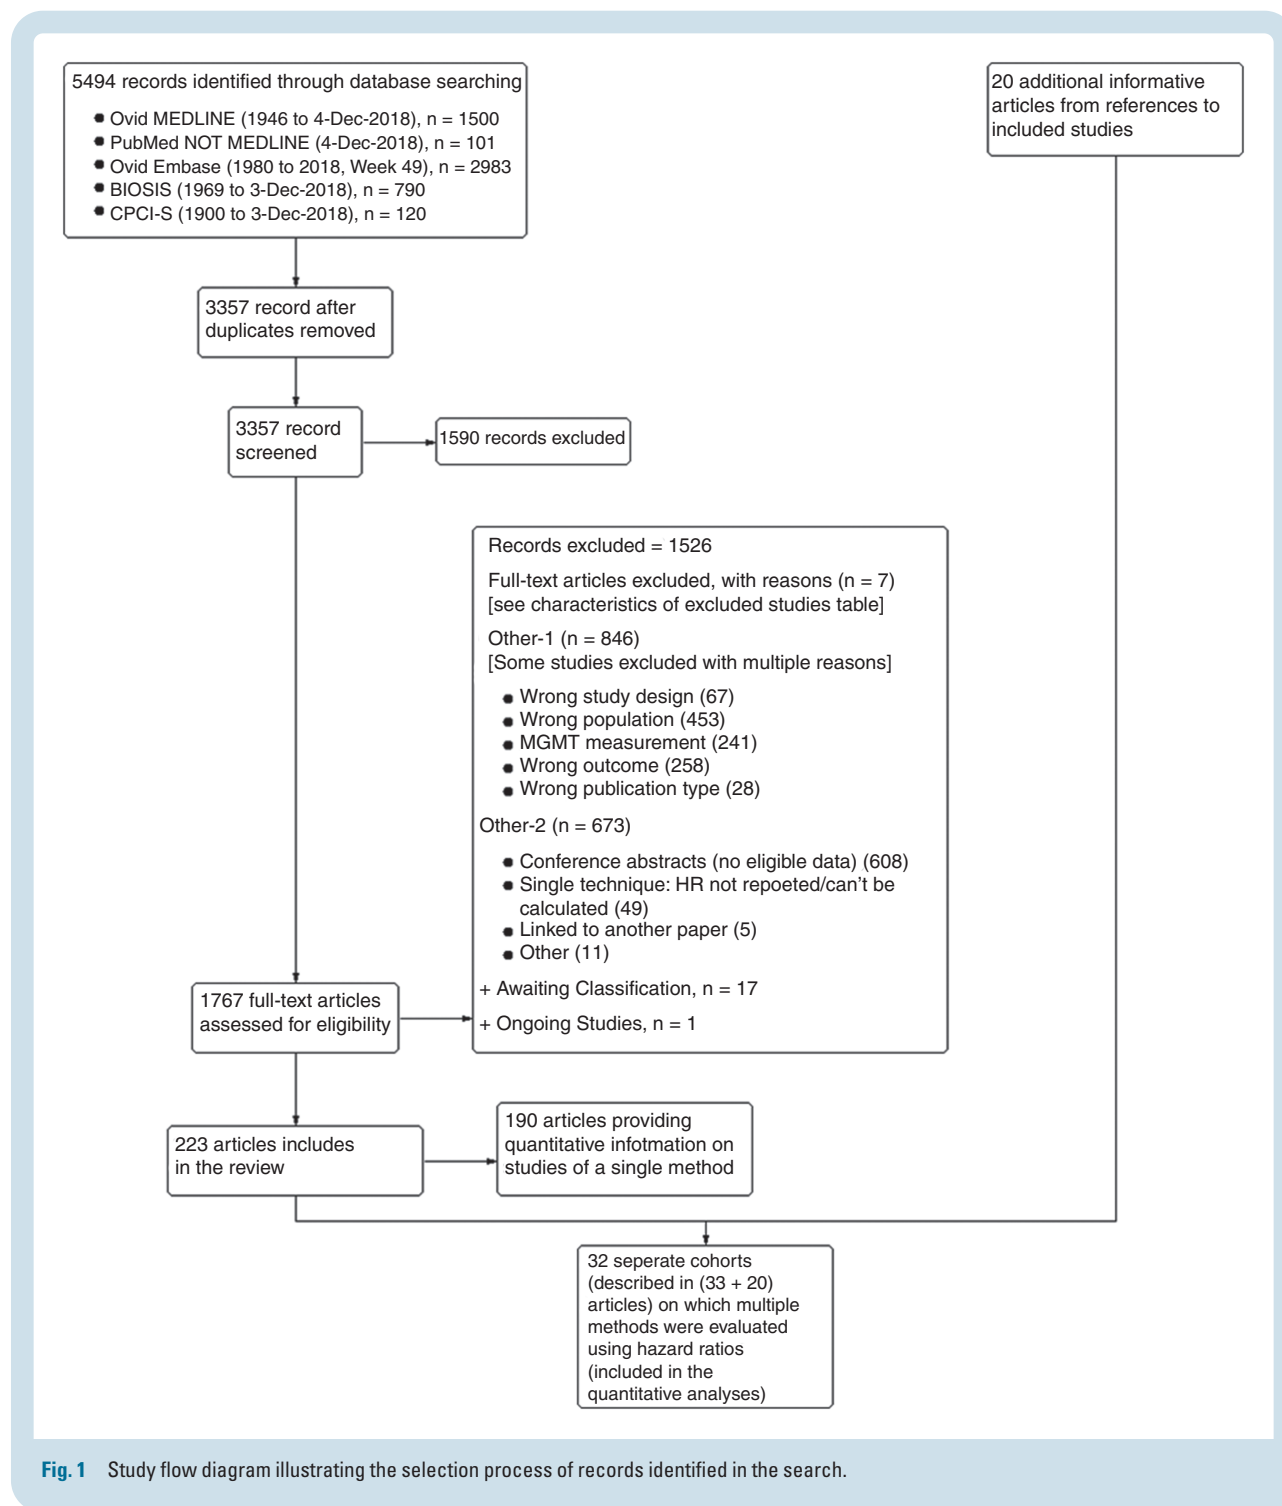 5494 records identified through database searching
● Ovid MEDLINE (1946 to 4-Dec-2018), n = 1500
● PubMed NOT MEDLINE (4-Dec-2018), n = 101
● Ovid Embase (1980 to 2018, Week 49), n = 2983
● BIOSIS (1969 to 3-Dec-2018), n = 790
● CPCI-S (1900 to 3-Dec-2018), n = 120
20 additional informative
articles from references to
included studies
3357 record after
duplicates removed
3357 record
screened
1590 records excluded
Records excluded = 1526
Full-text articles excluded, with reasons (n = 7)
[see characteristics of excluded studies table]
Other-1 (n = 846)
[Some studies excluded with multiple reasons]
● Wrong study design (67)
● Wrong population (453)
● MGMT measurement (241)
● Wrong outcome (258)
● Wrong publication type (28)
Other-2 (n = 673)
● Conference abstracts (no eligible data) (608)
● Single technique: HR not repoeted/can't be
calculated (49)
● Linked to another paper (5)
● Other (11)
+ Awaiting Classification, n = 17
+ Ongoing Studies, n = 1
1767 full-text articles
assessed for eligibility
223 articles includes
in the review
190 articles providing
quantitative infotmation on
studies of a single method
32 seperate cohorts
(described in (33 + 20)
articles) on which multiple
methods were evaluated
using hazard ratios
(included in the
quantitative analyses)
Fig. 1 Study flow diagram illustrating the selection process of records identified in the search.